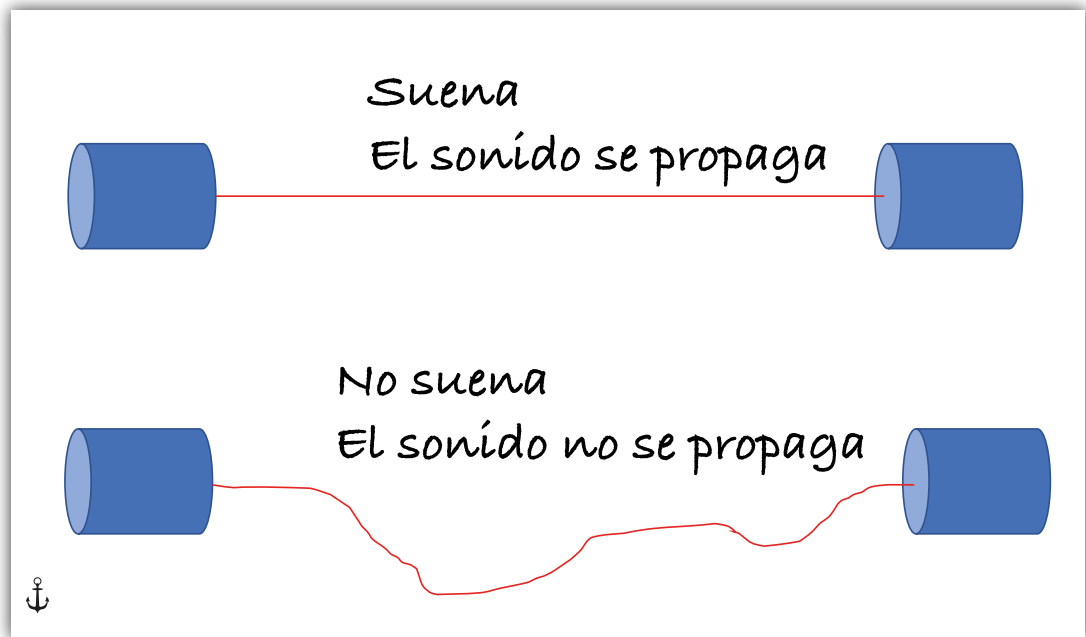 Suena
El sonido se propaga
No suena
El sonido no se propaga